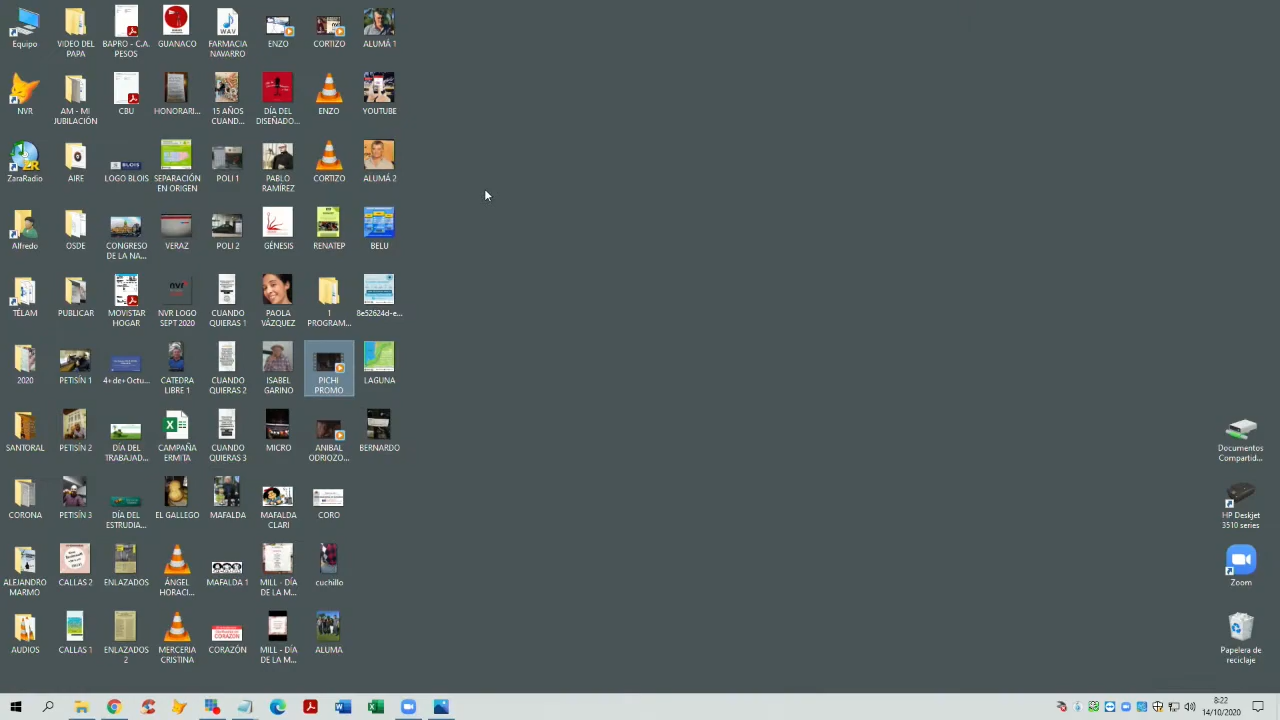 Equipo
VIDEO DEL
PAPA
BAPRO - C.A.
PESOS
GUANACO
FARMACIA
NAVARRO
ENZO
CORTIZO
ALUMÁ 1
NVR
AM - MI
JUBILACIÓN
CBU
HONORARI...
15 AÑOS
CUAND...
DÍA DEL
DISEÑADO...
ENZO
YOUTUBE
ZaraRadio
AIRE
LOGO BLOIS
SEPARACIÓN
EN ORIGEN
POLI 1
PABLO
RAMÍREZ
CORTIZO
ALUMÁ 2
Alfredo
OSDE
CONGRESO
DE LA NA...
VERAZ
POLI 2
GÉNESIS
RENATEP
BELU
TÉLAM
PUBLICAR
MOVISTAR
HOGAR
NVR LOGO
SEPT 2020
CUANDO
QUIERAS 1
PAOLA
VÁZQUEZ
1
PROGRAM...
8e52624d-e...
2020
PETISÍN 1
4+de+Octu...
CATEDRA
LIBRE 1
CUANDO
QUIERAS 2
ISABEL
GARINO
PICHI
PROMO
LAGUNA
SANTORAL
PETISÍN 2
DÍA DEL
TRABAJAD...
CAMPAÑA
ERMITA
CUANDO
QUIERAS 3
MICRO
ANIBAL
ODRIOZO...
BERNARDO
Documentos
Compartid...
CORONA
PETISÍN 3
DÍA DEL
ESTRUDIA...
EL GALLEGO
MAFALDA
MAFALDA
CLARI
CORO
HP Deskjet
3510 series
ALEJANDRO
MARMO
CALLAS 2
ENLAZADOS
ÁNGEL
HORACI...
MAFALDA 1
MILL - DÍA
DE LA M...
cuchillo
Zoom
AUDIOS
CALLAS 1
ENLAZADOS
2
MERCERIA
CRISTINA
CORAZÓN
MILL - DÍA
DE LA M...
ALUMA
Papelera de
reciclaje
8:22
14/10/2020